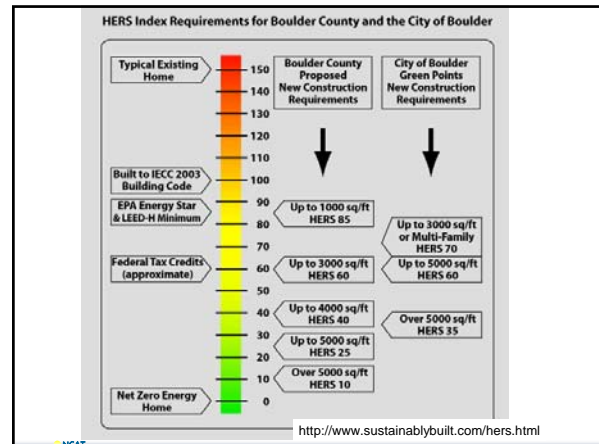 HERS Index Requirements for Boulder County and the City of Boulder
Typical Existing
Home
Built to IECC 2003
Building Code
EPA Energy Star
& LEED-H Minimum
Federal Tax Credits
(approximate)
Net Zero Energy
Home
150
140
130
120
110
100
90
80
70
60
50
40
30
20
10
0
Boulder County
Proposed
New Construction
Requirements
Up to 1000 sq/ft
HERS 85
Up to 3000 sq/ft
HERS 60
Up to 4000 sq/ft
HERS 40
Up to 5000 sq/ft
HERS 25
Over 5000 sq/ft
HERS 10
City of Boulder
Green Points
New Construction
Requirements
Up to 3000 sq/ft
or Multi-Family
HERS 70
Up to 5000 sq/ft
HERS 60
Over 5000 sq/ft
HERS 35
http://www.sustainablybuilt.com/hers.html
NCAT